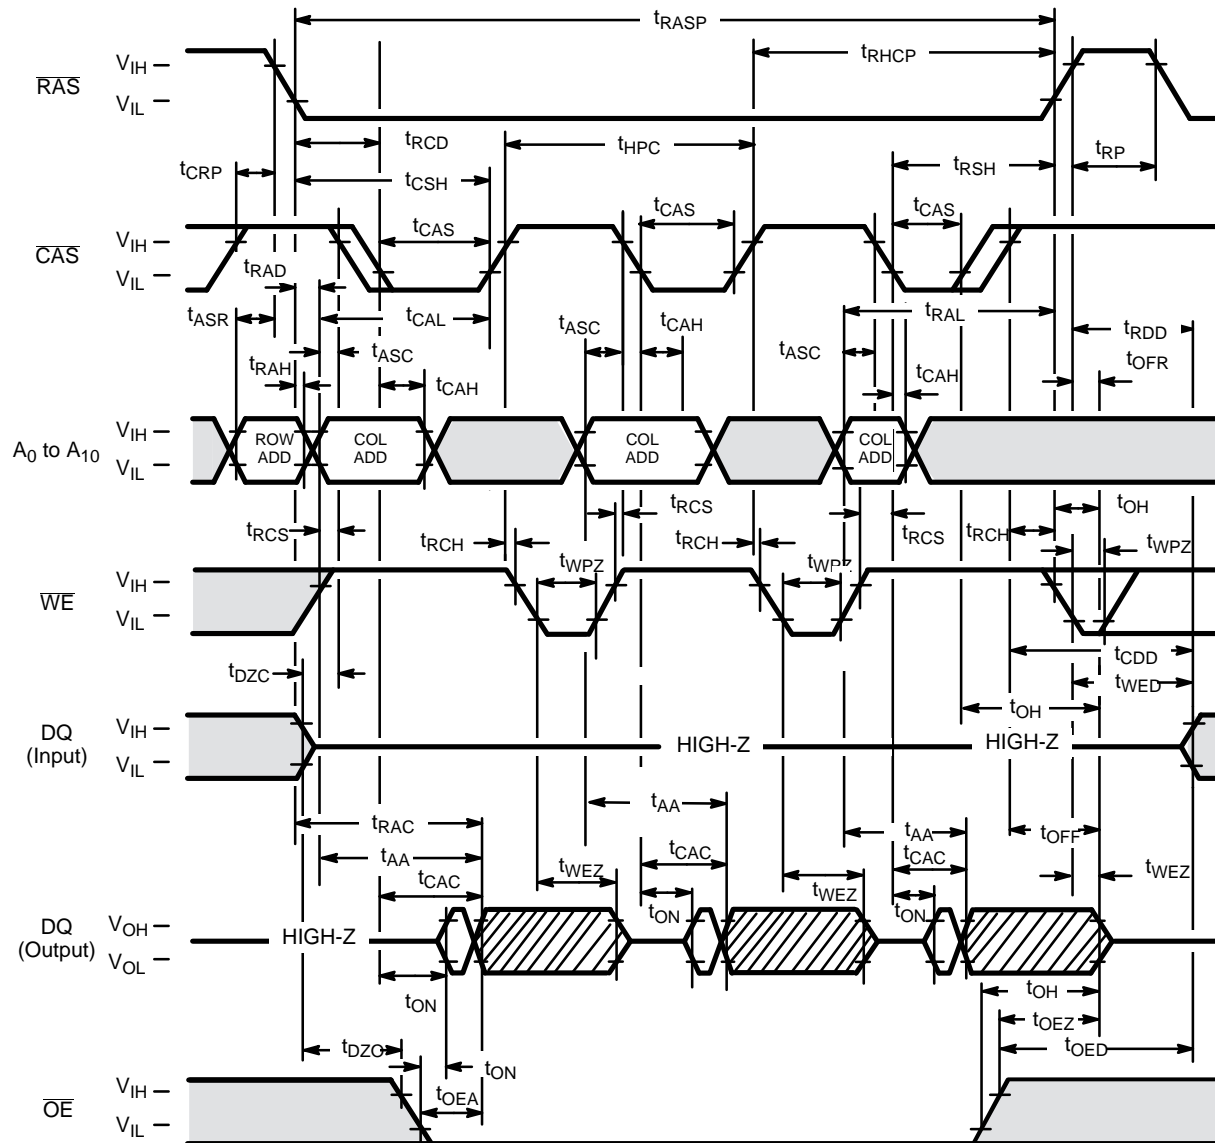 tRASP
tRHCP
RAS
VIH
VIL
tRCD
tHPC
tRP
tCRP
tCSH
tRSH
tCAS
tCAS
tCAS
CAS
VIH
VIL
tRAD
tASR
tCAL
tASC
tCAH
tRAL
tRDD
tRAH
tASC
tASC
tOFR
tCAH
tCAH
A0 to A10
VIH
VIL
ROW
ADD
COL
ADD
COL
ADD
COL
ADD
tRCS
tOH
tRCS
tRCH
tRCH
tRCS
tRCH
tWPZ
tWPZ
tWPZ
WE
VIH
VIL
tDZC
tCDD
tWED
tOH
DQ
(Input)
VIH
VIL
HIGH-Z
HIGH-Z
tAA
tRAC
tAA
tOFF
tAA
tCAC
tCAC
tCAC
tWEZ
tWEZ
tWEZ
tON
tON
DQ
(Output)
VOH
VOL
HIGH-Z
tON
tOH
tOEZ
tDZO
tOED
tON
tOEA
OE
VIH
VIL